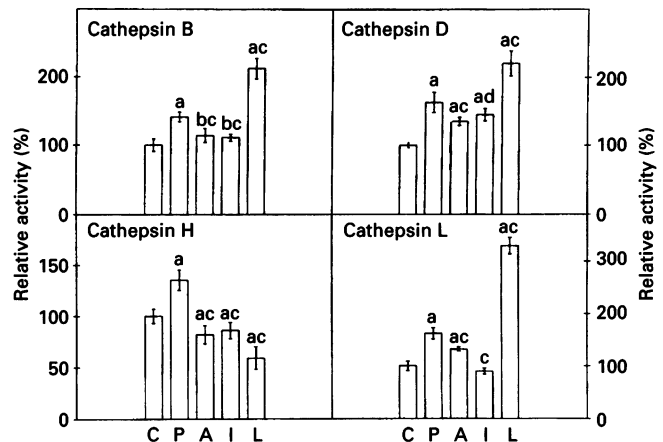 Cathepsin B
Cathepsin D
a
bc
bc
ac
a
ac
ad
ac
200
100
0
200
100
0
Relative activity (%)
Relative activity (%)
Cathepsin H
Cathepsin L
a
ac
ac
ac
a
ac
c
ac
150
100
50
0
300
200
100
0
C P A I L
C P A I L